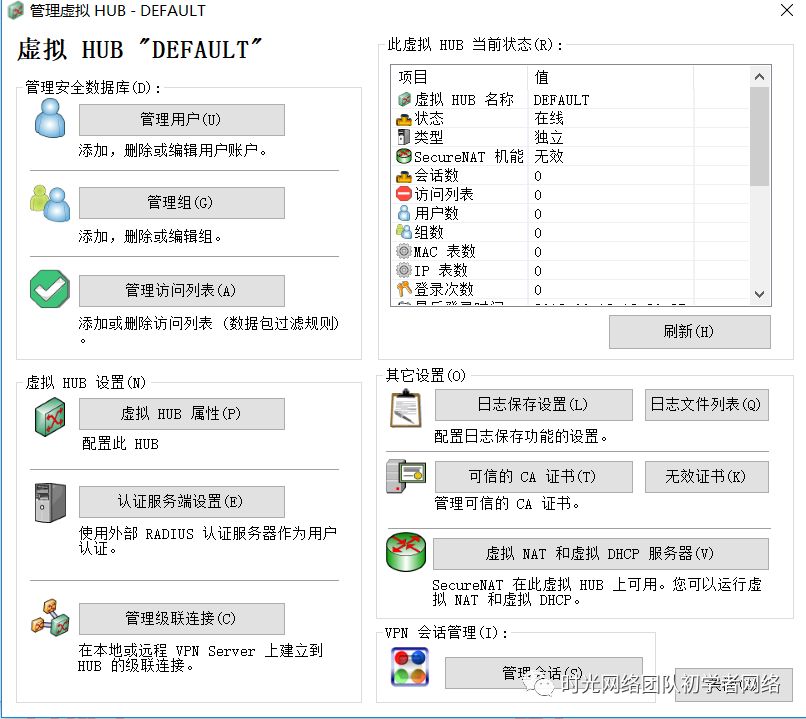 管理虚拟 HUB - DEFAULT
虚拟 HUB "DEFAULT"
管理安全数据库(D):
管理用户(U)
添加，删除或编辑用户账户。
管理组(G)
添加，删除或编辑组。
管理访问列表(A)
添加或删除访问列表 (数据包过滤规则)
。
虚拟 HUB 设置(N)
虚拟 HUB 属性(P)
配置此 HUB
认证服务端设置(E)
使用外部 RADIUS 认证服务器作为用户
认证。
管理级联连接(C)
在本地或远程 VPN Server 上建立到
HUB 的级联连接。
此虚拟 HUB 当前状态(R):
项目 值
虚拟 HUB 名称 DEFAULT
状态 在线
类型 独立
SecureNAT 机能 无效
会话数 0
访问列表 0
用户数 0
组数 0
MAC 表数 0
IP 表数 0
登录次数 0
刷新(H)
其它设置(O)
日志保存设置(L) 日志文件列表(Q)
配置日志保存功能的设置。
可信的 CA 证书(T) 无效证书(K)
管理可信的 CA 证书。
虚拟 NAT 和虚拟 DHCP 服务器(V)
SecureNAT 在此虚拟 HUB 上可用。您可以运行虚
拟 NAT 和虚拟 DHCP。
VPN 会话管理(I):
管理会话(S)
时光网络团队初学者网络